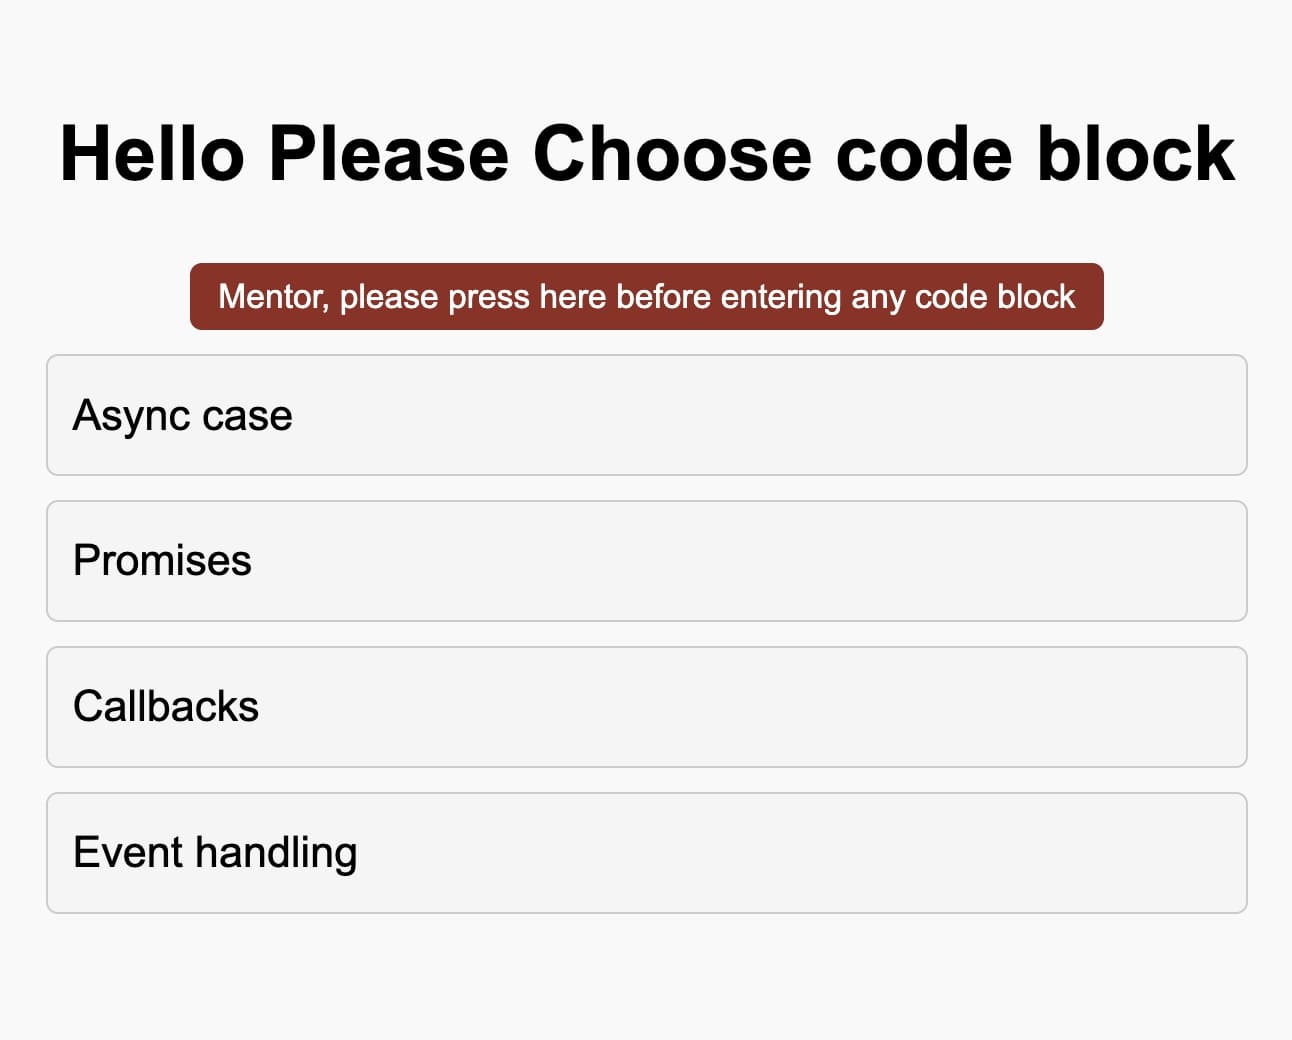 Hello Please Choose code block
Mentor, please press here before entering any code block
Async case
Promises
Callbacks
Event handling